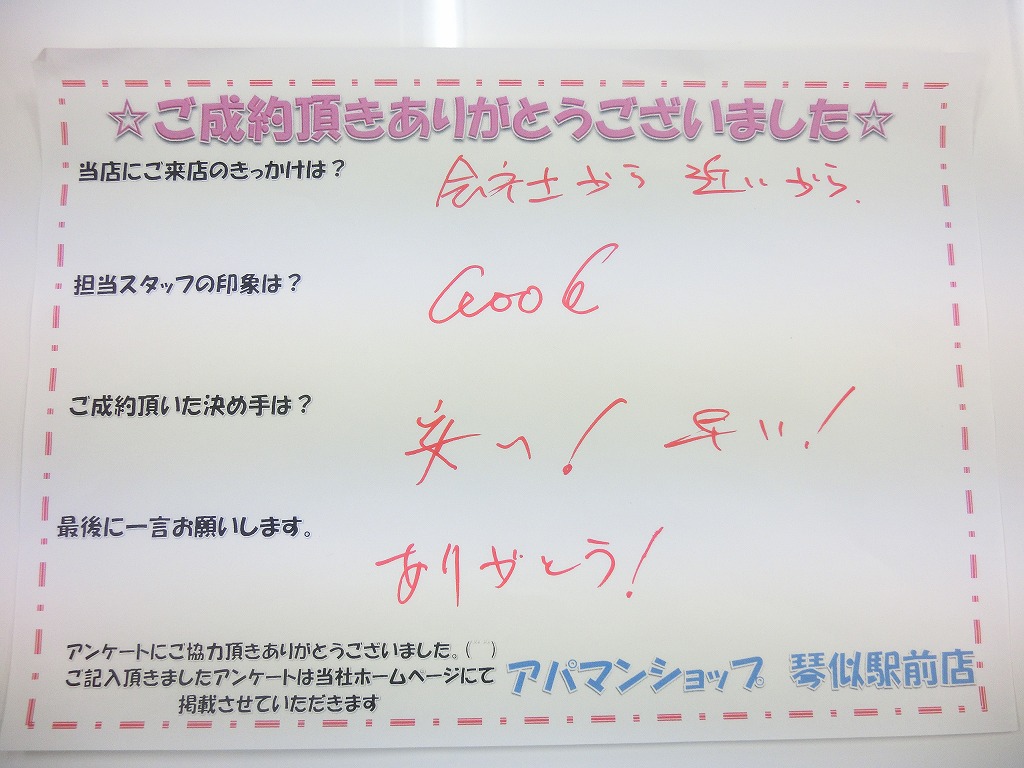 ☆ご成約頂きありがとうございました☆
当店にご来店のきっかけは？
会社から 近いから.
担当スタッフの印象は？
Good
ご成約頂いた決め手は？
安い! 早い!
最後に一言お願いします。
ありがとう!
アンケートにご協力頂きありがとうございました。( )
ご記入頂きましたアンケートは当社ホームページにて
掲載させていただきます
アパマンショップ 琴似駅前店